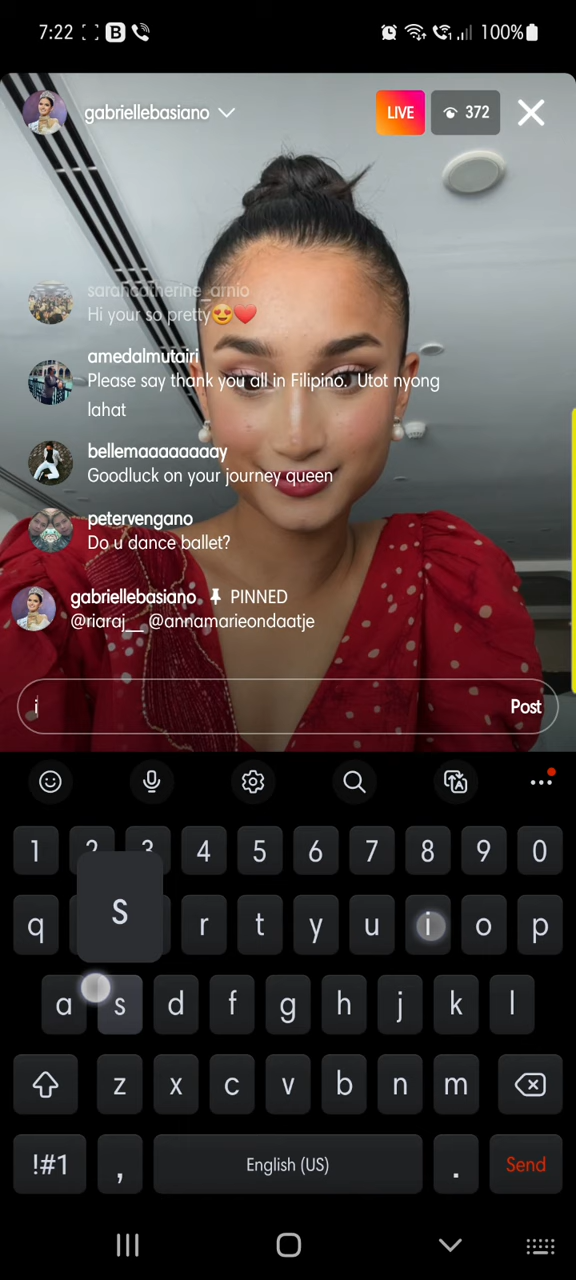 7:22 B 100%
gabriellebasiano LIVE 372
sarahcatherine_arnio
Hi your so pretty😍❤️
amedalmutairi
Please say thank you all in Filipino. Utot nyong
lahat
bellemaaaaaaaay
Goodluck on your journey queen
petervengano
Do u dance ballet?
gabriellebasiano PINNED
@riaraj__ @annamarieondaatje
i Post
1 2 3 4 5 6 7 8 9 0
S
q r t y u i o p
a s d f g h j k l
z x c v b n m
!#1 , English (US) . Send